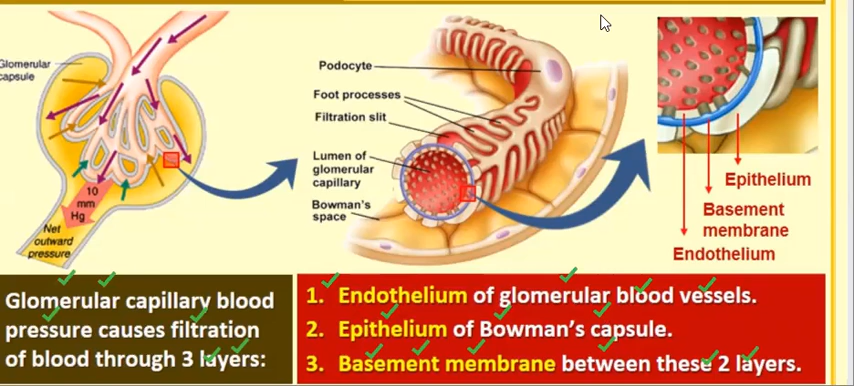 Glomerular
capsule
10
mm
Hg
Net
outward
pressure
Podocyte
Foot processes
Filtration slit
Lumen of
glomerular
capillary
Bowman's
space
Epithelium
Basement
membrane
Endothelium
Glomerular capillary blood
pressure causes filtration
of blood through 3 layers:
1. Endothelium of glomerular blood vessels.
2. Epithelium of Bowman's capsule.
3. Basement membrane between these 2 layers.